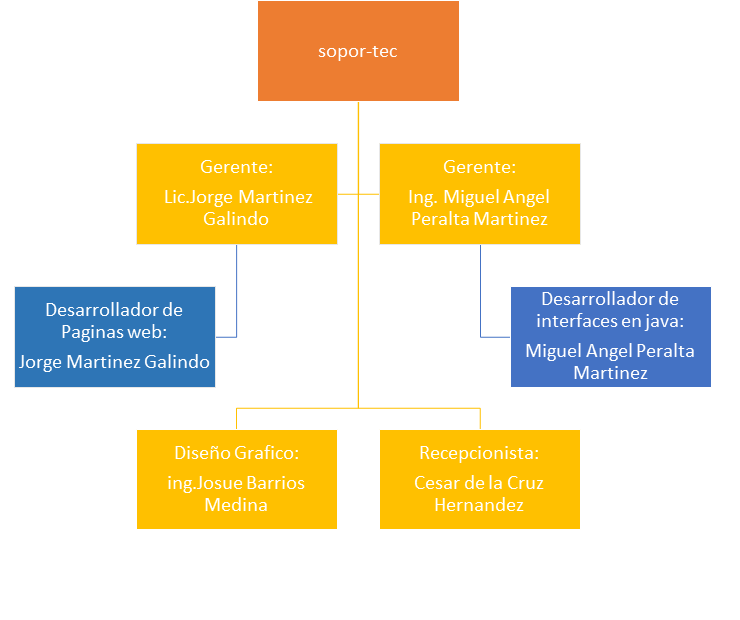 sopor-tec
Gerente:
Lic.Jorge Martinez
Galindo
Gerente:
Ing. Miguel Angel
Peralta Martinez
Desarrollador de
Paginas web:
Jorge Martinez Galindo
Desarrollador de
interfaces en java:
Miguel Angel Peralta
Martinez
Diseño Grafico:
ing.Josue Barrios
Medina
Recepcionista:
Cesar de la Cruz
Hernandez